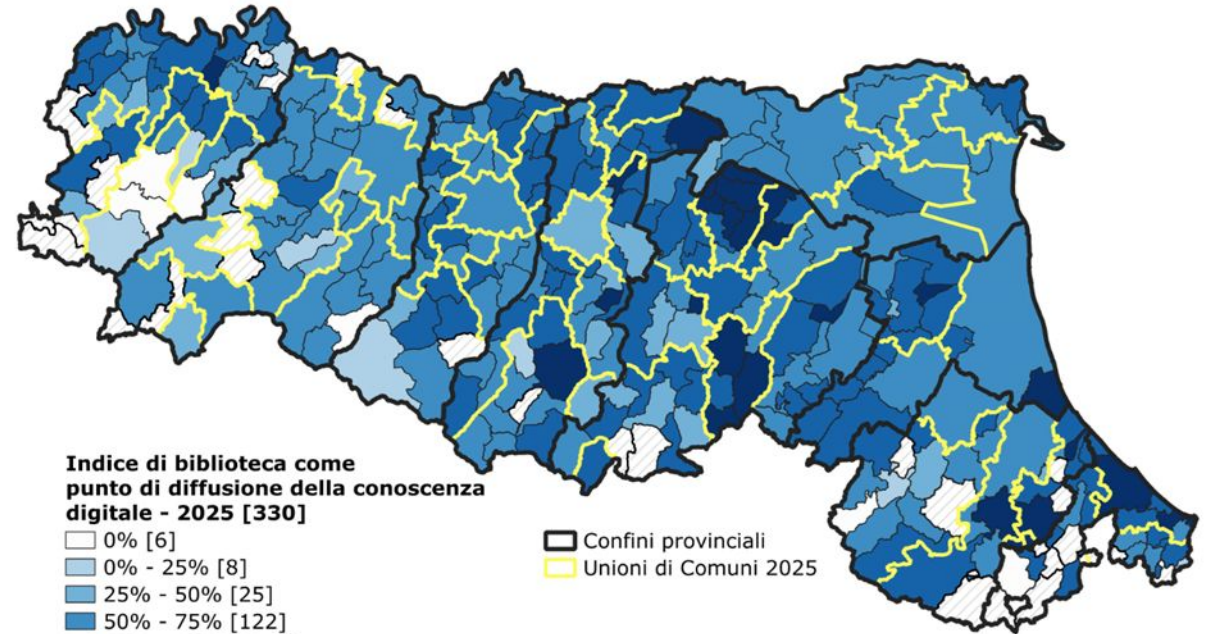 Indice di biblioteca come
punto di diffusione della conoscenza
digitale - 2025 [330]
0% [6]
0% - 25% [8]
25% - 50% [25]
50% - 75% [122]
Confini provinciali
Unioni di Comuni 2025